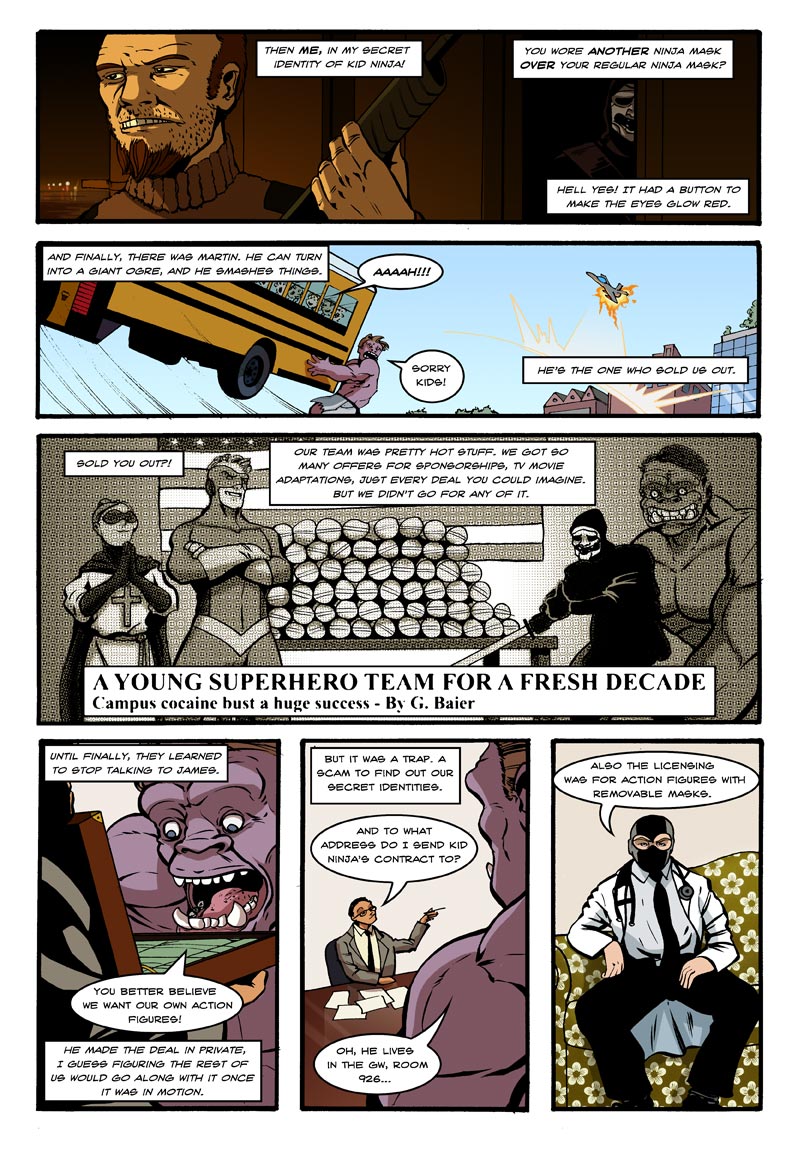 THEN ME, IN MY SECRET
IDENTITY OF KID NINJA!
YOU WORE ANOTHER NINJA MASK
OVER YOUR REGULAR NINJA MASK?
HELL YES! IT HAD A BUTTON TO
MAKE THE EYES GLOW RED.
AND FINALLY, THERE WAS MARTIN. HE CAN TURN
INTO A GIANT OGRE, AND HE SMASHES THINGS.
AAAAH!!!
SORRY
KIDS!
HE'S THE ONE WHO SOLD US OUT.
SOLD YOU OUT?!
OUR TEAM WAS PRETTY HOT STUFF. WE GOT SO
MANY OFFERS FOR SPONSORSHIPS, TV MOVIE
ADAPTATIONS, JUST EVERY DEAL YOU COULD IMAGINE.
BUT WE DIDN'T GO FOR ANY OF IT.
A YOUNG SUPERHERO TEAM FOR A FRESH DECADE
Campus cocaine bust a huge success - By G. Baier
UNTIL FINALLY, THEY LEARNED
TO STOP TALKING TO JAMES.
YOU BETTER BELIEVE
WE WANT OUR OWN ACTION
FIGURES!
HE MADE THE DEAL IN PRIVATE,
I GUESS FIGURING THE REST OF
US WOULD GO ALONG WITH IT ONCE
IT WAS IN MOTION.
BUT IT WAS A TRAP. A
SCAM TO FIND OUT OUR
SECRET IDENTITIES.
AND TO WHAT
ADDRESS DO I SEND KID
NINJA'S CONTRACT TO?
OH, HE LIVES
IN THE GW, ROOM
926...
ALSO THE LICENSING
WAS FOR ACTION FIGURES WITH
REMOVABLE MASKS.